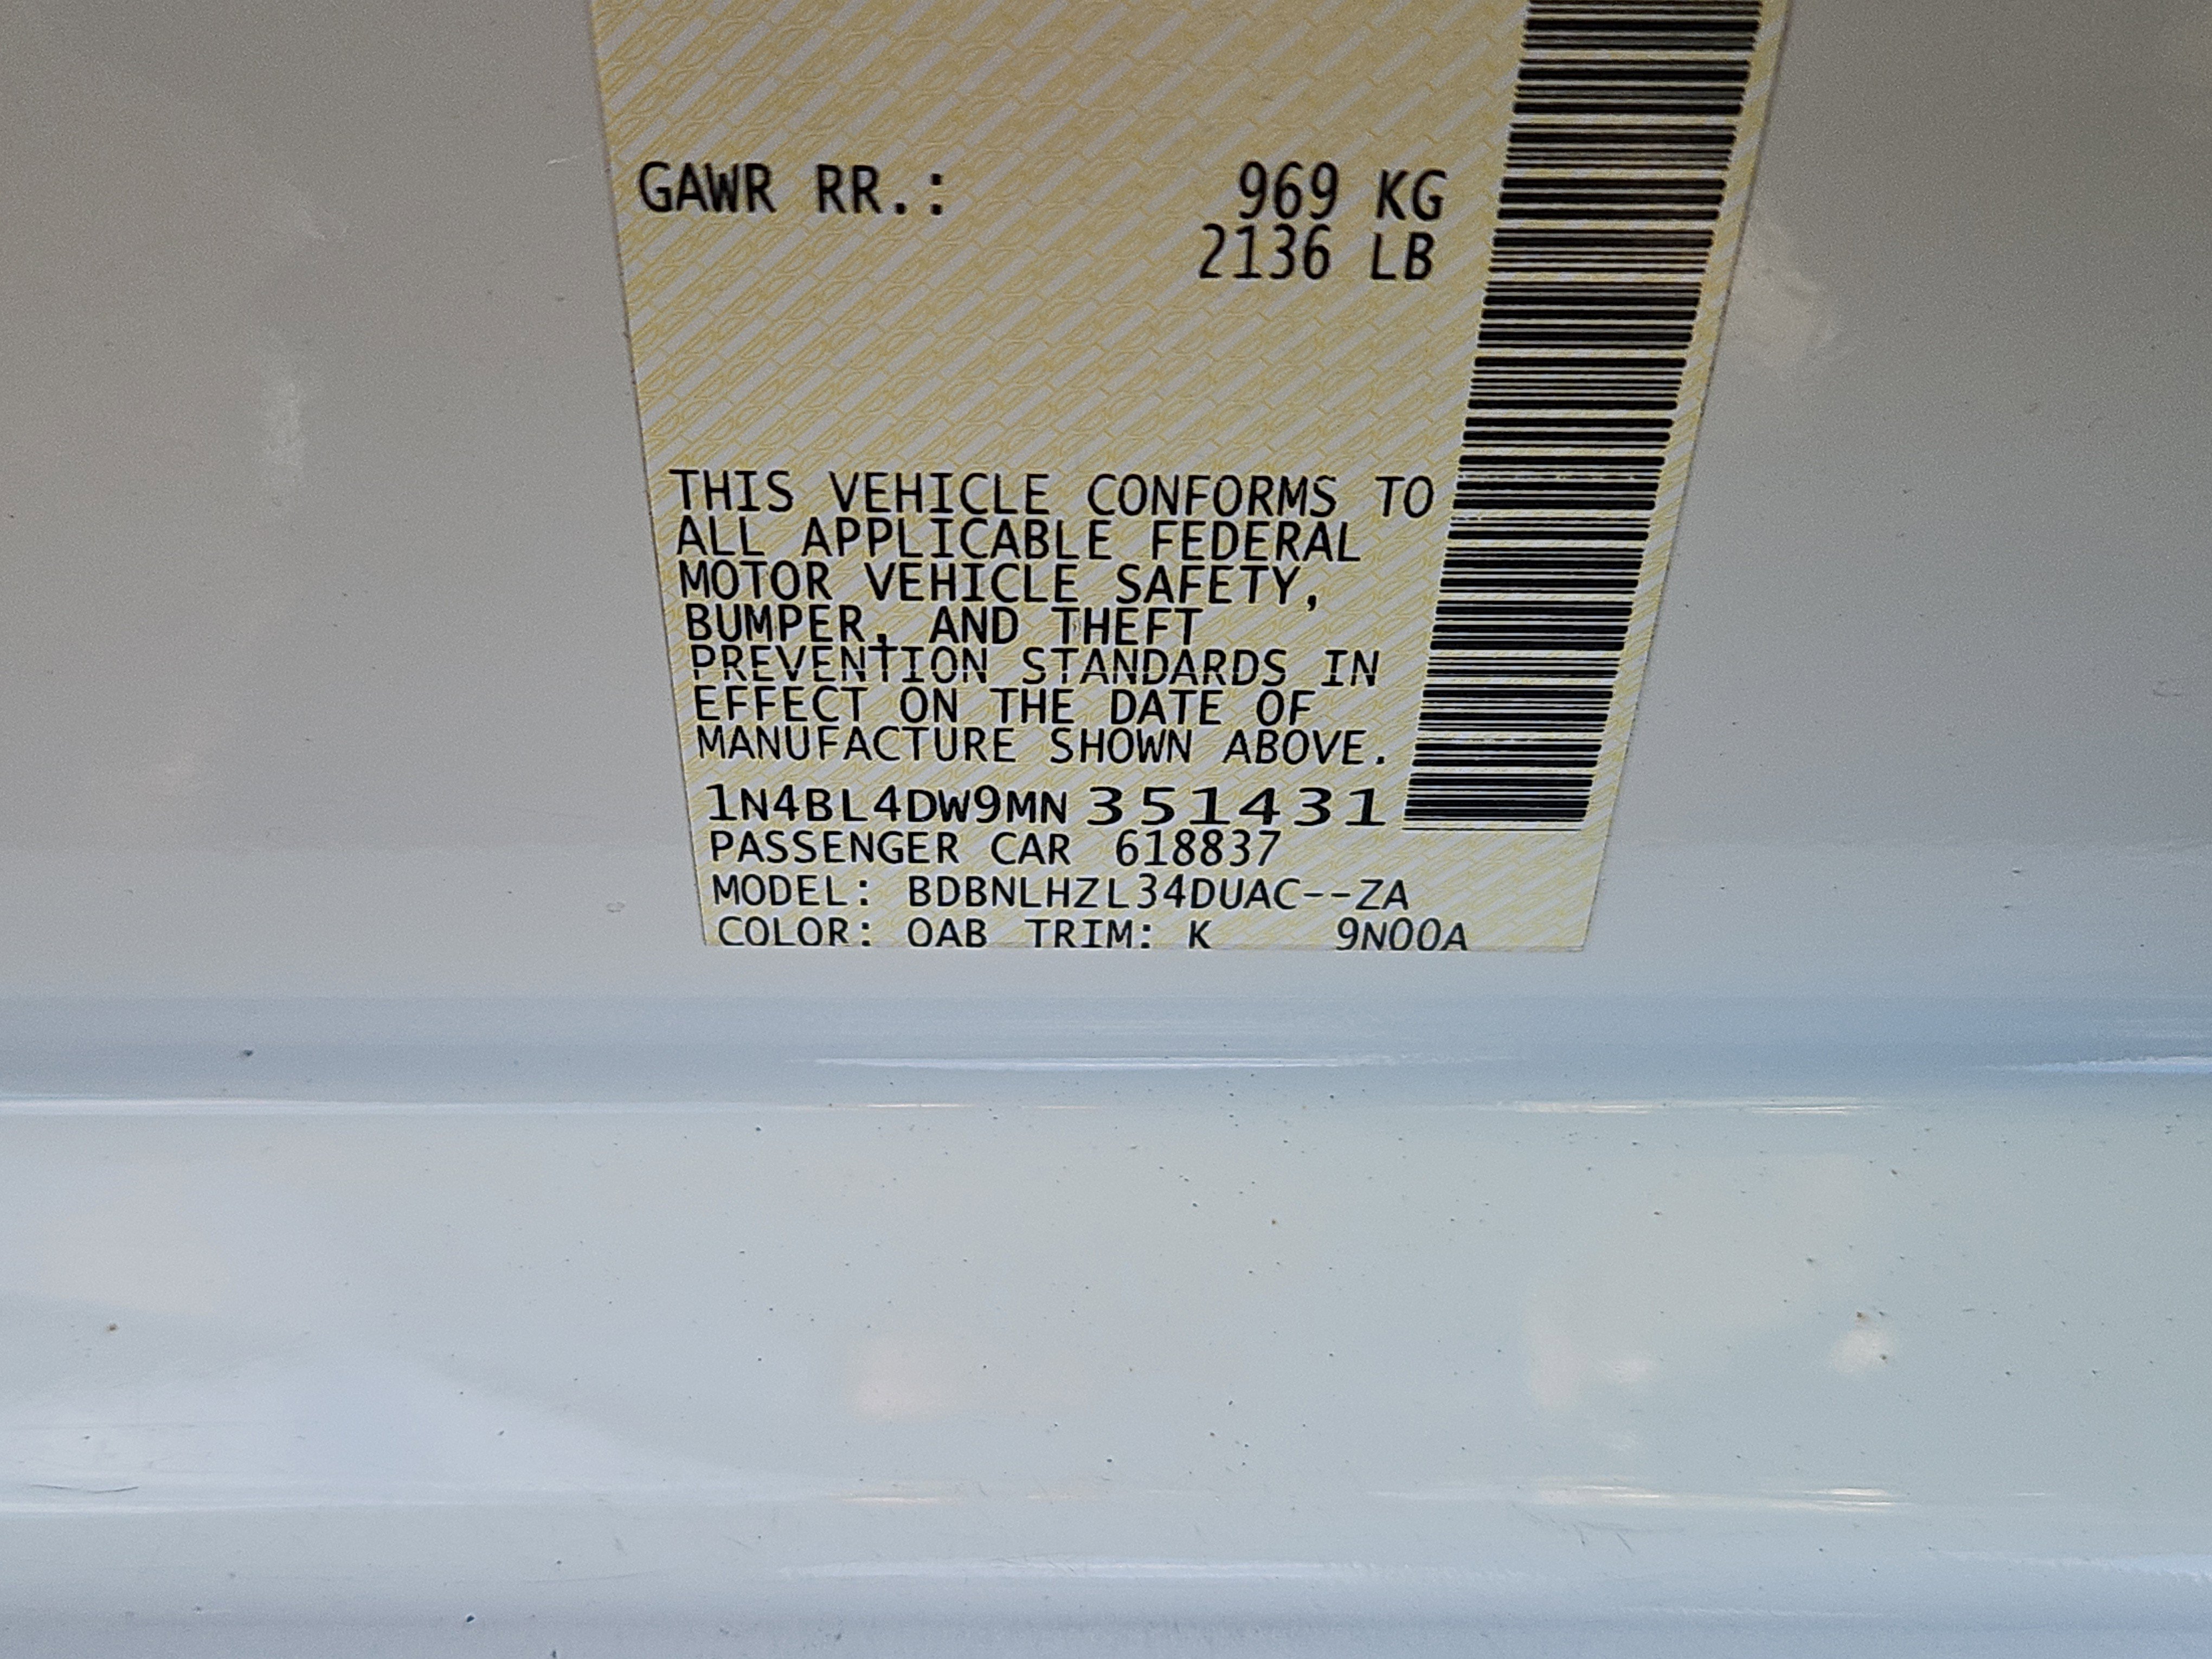 GAWR RR.: 969 KG
2136 LB
THIS VEHICLE CONFORMS TO
ALL APPLICABLE FEDERAL
MOTOR VEHICLE SAFETY,
BUMPER, AND THEFT
PREVENTION STANDARDS IN
EFFECT ON THE DATE OF
MANUFACTURE SHOWN ABOVE.
1N4BL4DW9MN351431
PASSENGER CAR 618837
MODEL: BDBNLHZL34DUAC--ZA
COLOR: QAB TRIM: K 9N00A